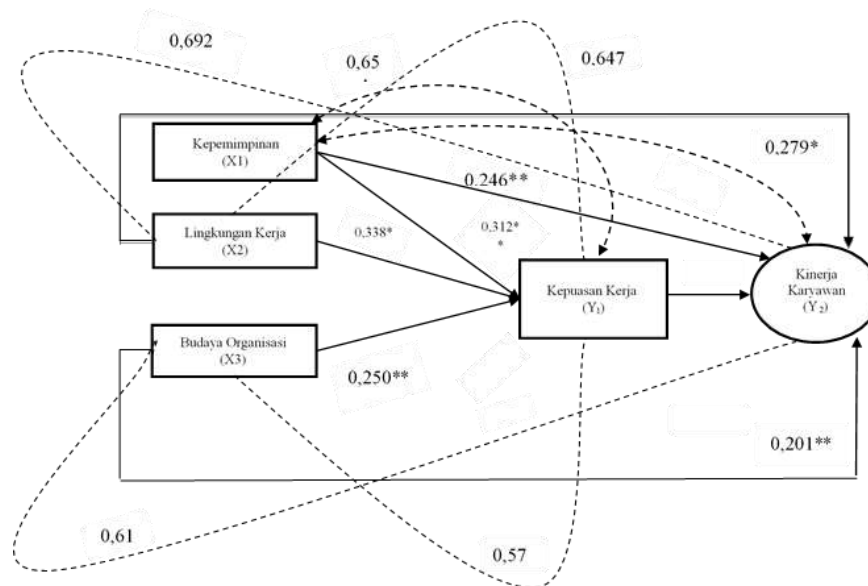 0,692
0,65
.
0,647
Kepemimpinan
(X1)
0,279*
0.246**
Lingkungan Kerja
(X2)
0,338*
0,312*
*
Kepuasan Kerja
(Y₁)
Kinerja
Karyawan
(Y₂)
Budaya Organisasi
(X3)
0,250**
0,201**
0,61
0,57